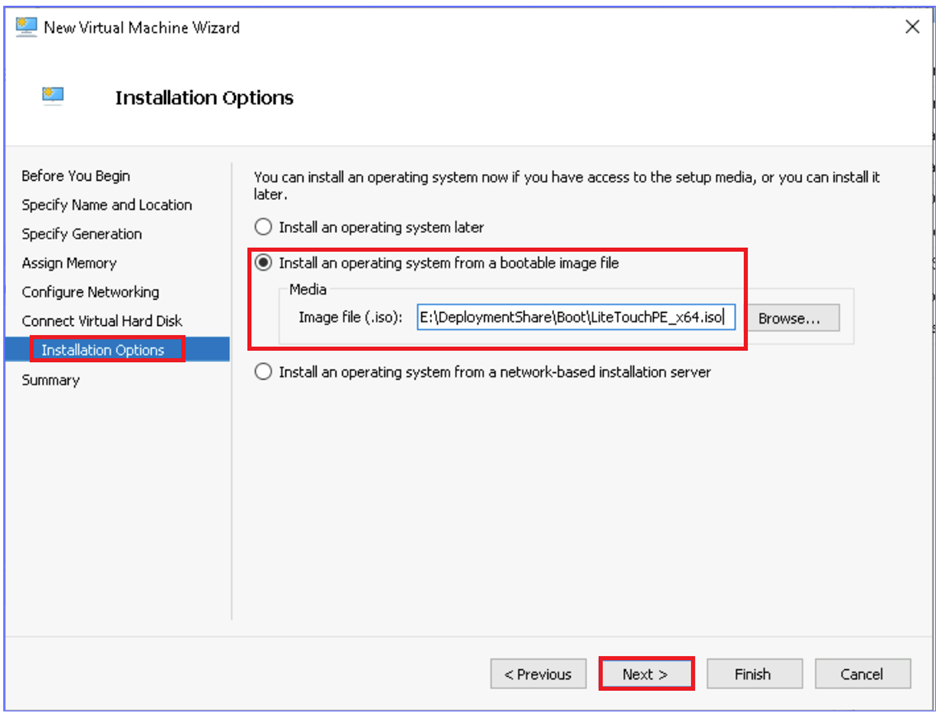 New Virtual Machine Wizard
Installation Options
Before You Begin
Specify Name and Location
Specify Generation
Assign Memory
Configure Networking
Connect Virtual Hard Disk
Installation Options
Summary
You can install an operating system now if you have access to the setup media, or you can install it
later.
Install an operating system later
Install an operating system from a bootable image file
Media
Image file (.iso): E:\DeploymentShare\Boot\LiteTouchPE_x64.iso Browse...
Install an operating system from a network-based installation server
< Previous Next > Finish Cancel